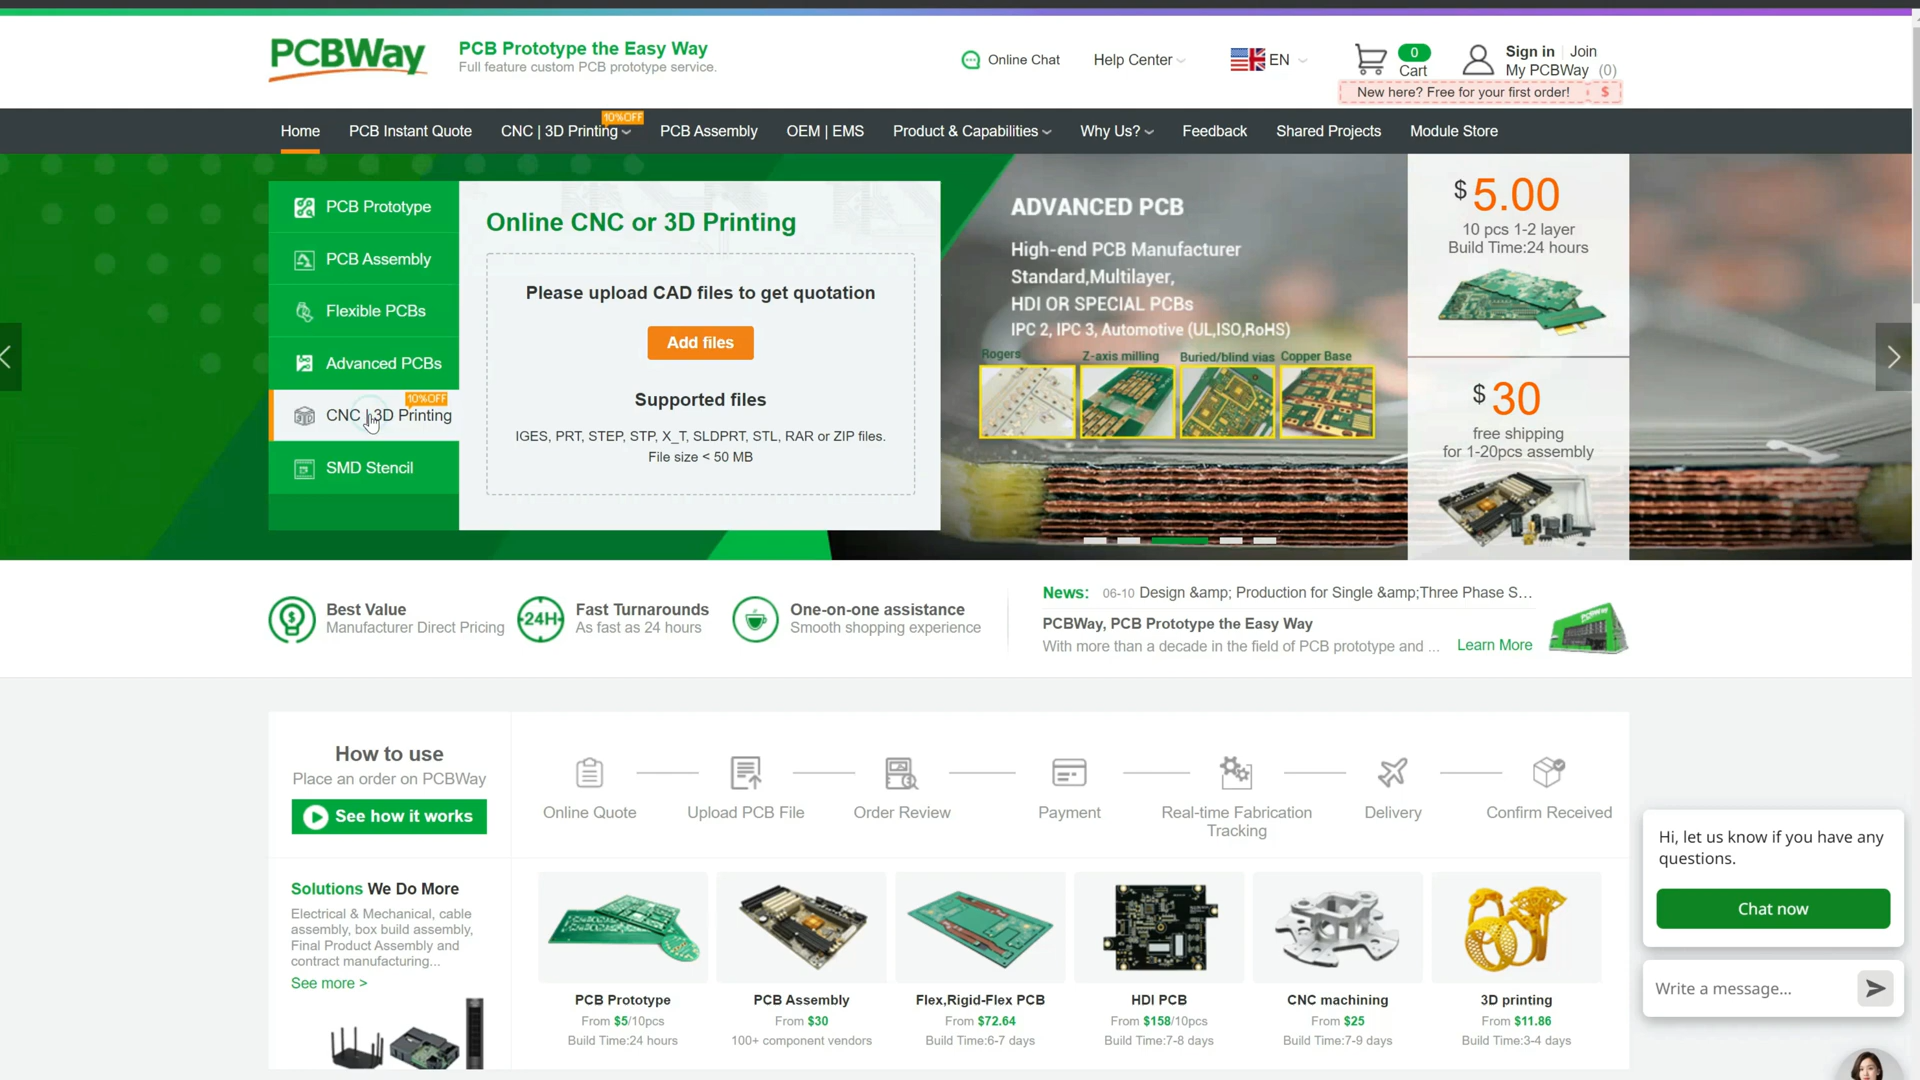 PCBWay
PCB Prototype the Easy Way
Full feature custom PCB prototype service.
Online Chat
Help Center
EN
0
Cart
Sign in
Join
My PCBWay (0)
New here? Free for your first order!
$
Home
PCB Instant Quote
CNC | 3D Printing
10%OFF
PCB Assembly
OEM | EMS
Product & Capabilities
Why Us?
Feedback
Shared Projects
Module Store
PCB Prototype
PCB Assembly
Flexible PCBs
Advanced PCBs
10%OFF
CNC | 3D Printing
SMD Stencil
Online CNC or 3D Printing
Please upload CAD files to get quotation
Add files
Supported files
IGES, PRT, STEP, STP, X_T, SLDPRT, STL, RAR or ZIP files.
File size < 50 MB
ADVANCED PCB
High-end PCB Manufacturer
Standard,Multilayer,
HDI OR SPECIAL PCBs
IPC 2, IPC 3, Automotive (UL,ISO,RoHS)
Rogers
Z-axis milling
Buried/blind vias
Copper Base
$ 5.00
10 pcs 1-2 layer
Build Time:24 hours
$ 30
free shipping
for 1-20pcs assembly
Best Value
Manufacturer Direct Pricing
24H
Fast Turnarounds
As fast as 24 hours
One-on-one assistance
Smooth shopping experience
News: 06-10 Design &amp; Production for Single &amp;Three Phase S...
PCBWay, PCB Prototype the Easy Way
With more than a decade in the field of PCB prototype and ...
Learn More
How to use
Place an order on PCBWay
See how it works
Online Quote
Upload PCB File
Order Review
Payment
Real-time Fabrication
Tracking
Delivery
Confirm Received
Solutions We Do More
Electrical & Mechanical, cable
assembly, box build assembly,
Final Product Assembly and
contract manufacturing...
See more >
PCB Prototype
From $5/10pcs
Build Time:24 hours
PCB Assembly
From $30
100+ component vendors
Flex,Rigid-Flex PCB
From $72.64
Build Time:6-7 days
HDI PCB
From $158/10pcs
Build Time:7-8 days
CNC machining
From $25
Build Time:7-9 days
3D printing
From $11.86
Build Time:3-4 days
Hi, let us know if you have any
questions.
Chat now
Write a message...